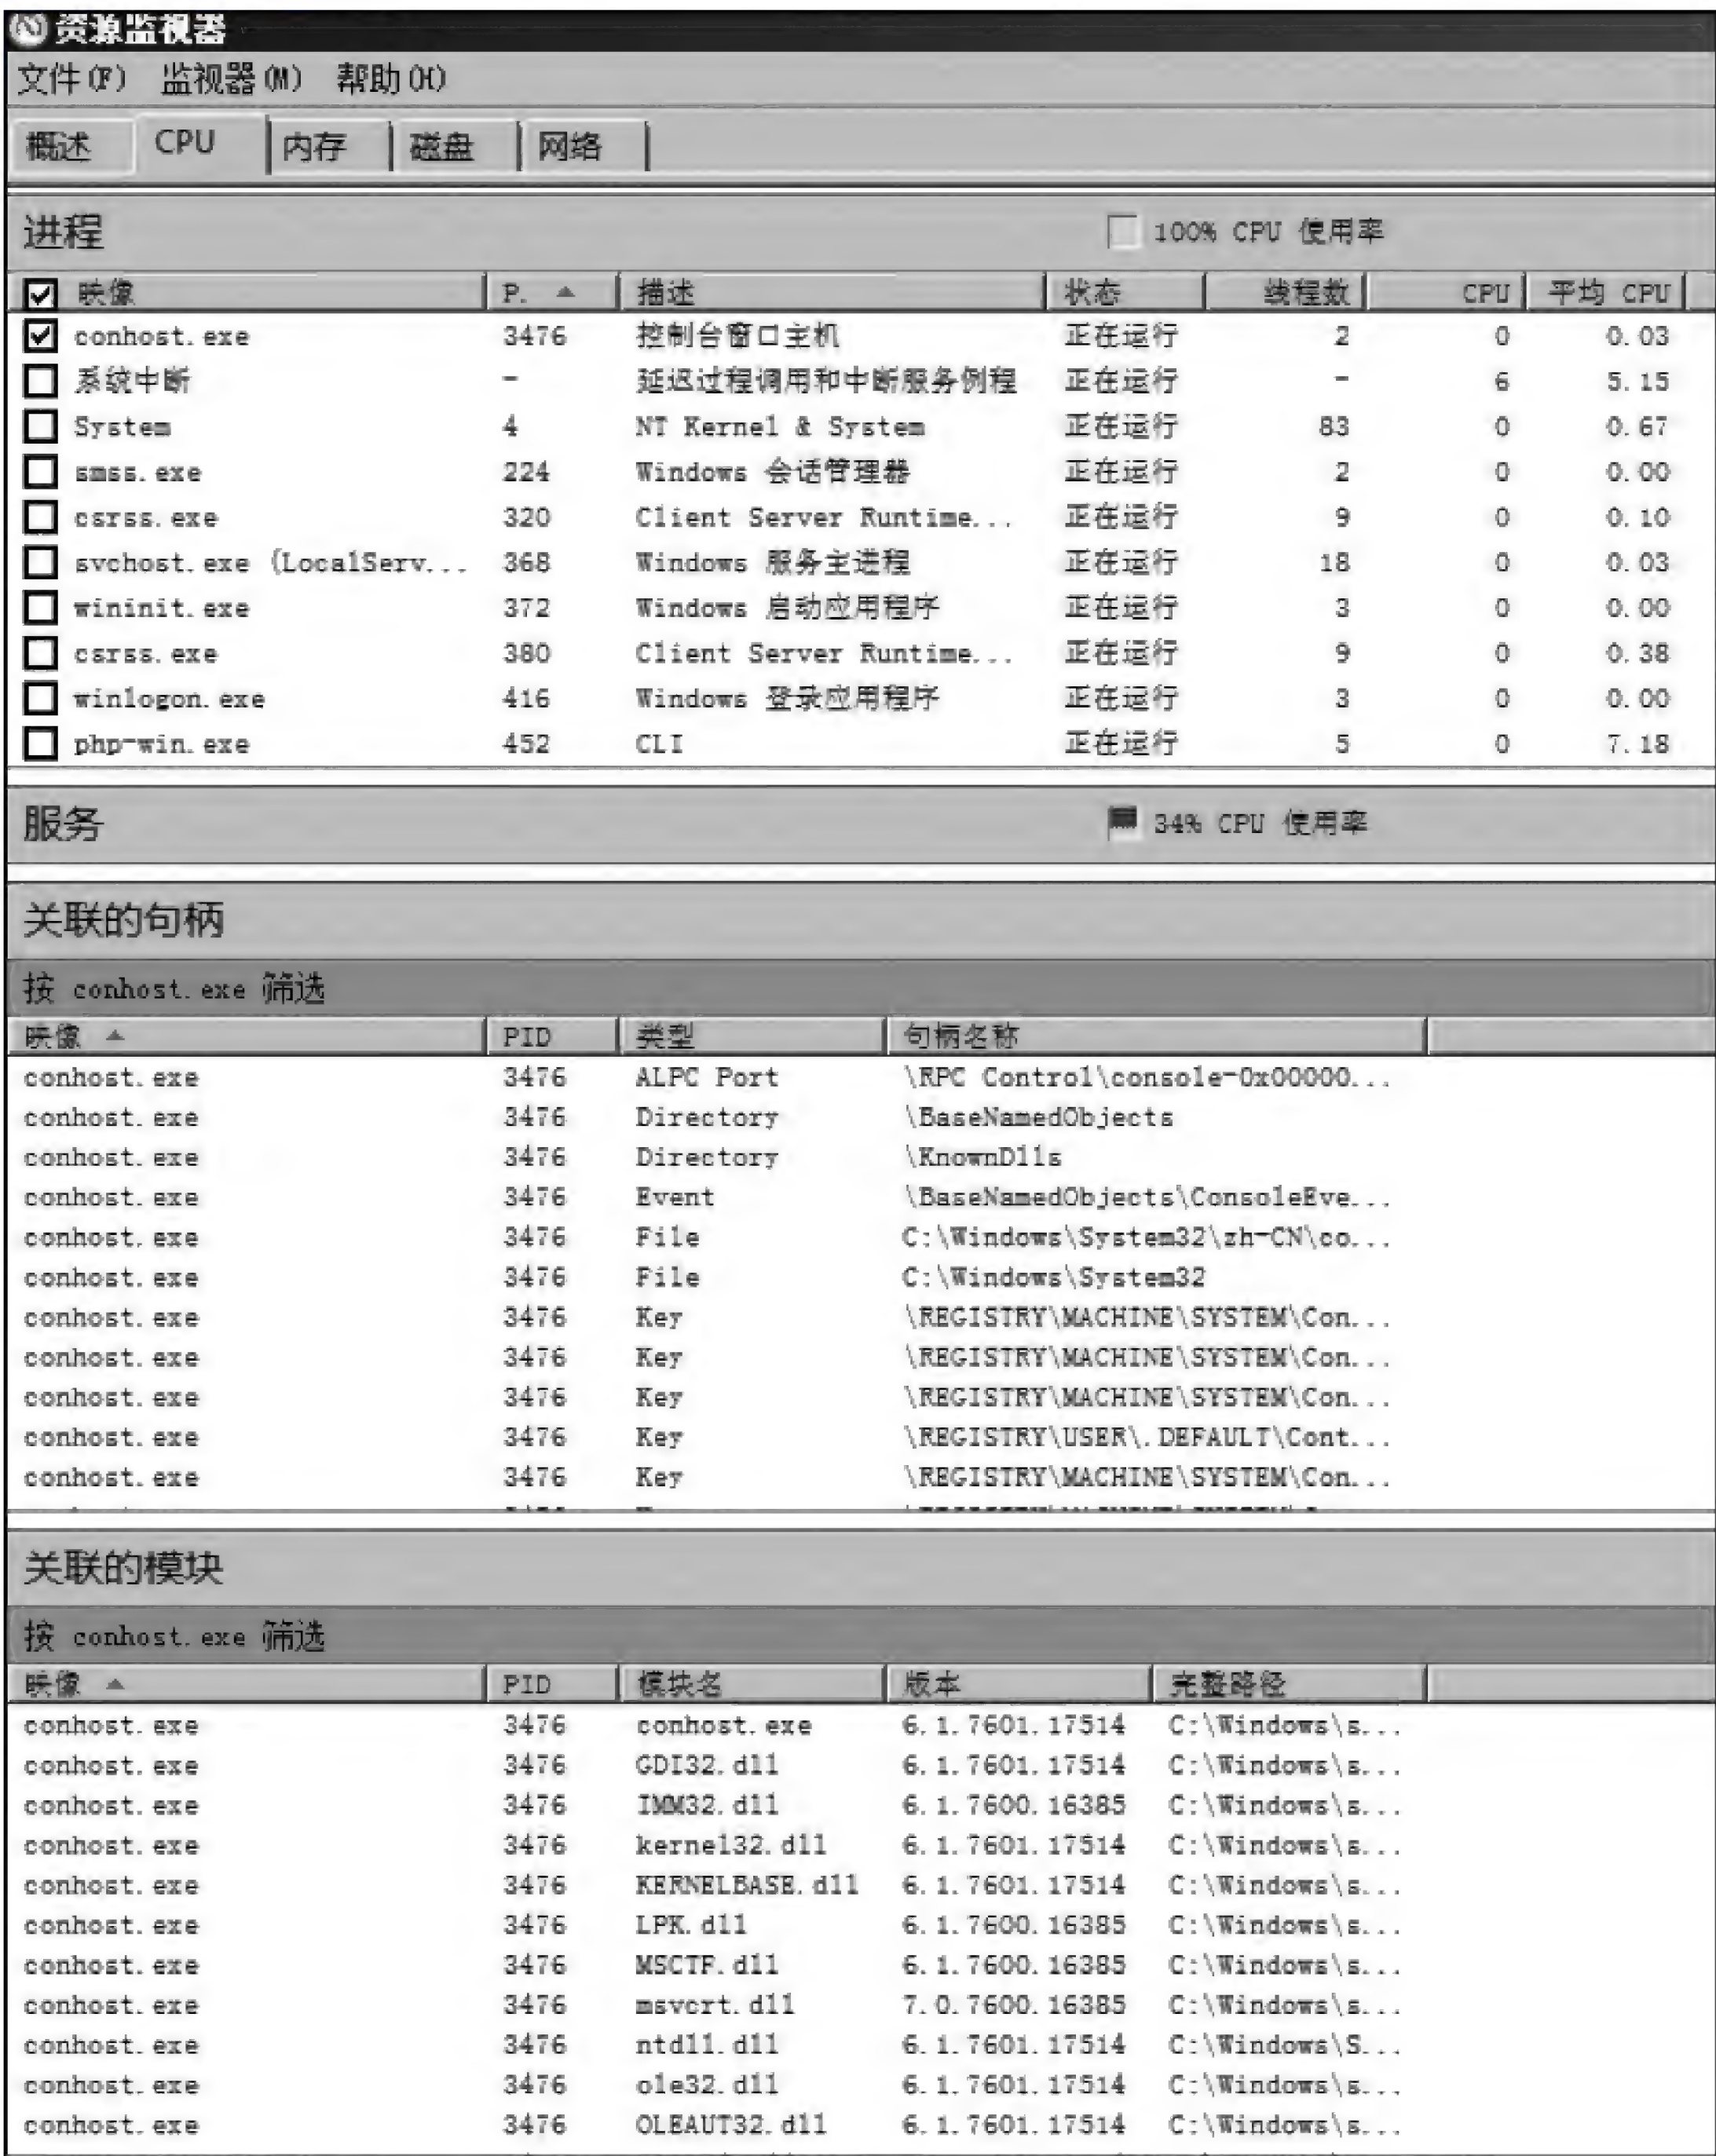 资源监视器
文件(F) 监视器(M) 帮助(H)
概述 CPU 内存 磁盘 网络
进程 100% CPU 使用率
映像 P. 描述 状态 线程数 CPU 平均 CPU
conhost.exe 3476 控制台窗口主机 正在运行 2 0 0.03
系统中断 - 延迟过程调用和中断服务例程 正在运行 - 6 5.15
System 4 NT Kernel & System 正在运行 83 0 0.67
smss.exe 224 Windows 会话管理器 正在运行 2 0 0.00
csrss.exe 320 Client Server Runtime... 正在运行 9 0 0.10
svchost.exe (LocalServ... 368 Windows 服务主进程 正在运行 18 0 0.03
wininit.exe 372 Windows 启动应用程序 正在运行 3 0 0.00
csrss.exe 380 Client Server Runtime... 正在运行 9 0 0.38
winlogon.exe 416 Windows 登录应用程序 正在运行 3 0 0.00
php-win.exe 452 CLI 正在运行 5 0 7.18
服务 34% CPU 使用率
关联的句柄
按 conhost.exe 筛选
映像 PID 类型 句柄名称
conhost.exe 3476 ALPC Port \RPC Control\console-0x00000...
conhost.exe 3476 Directory \BaseNamedObjects
conhost.exe 3476 Directory \KnownDlls
conhost.exe 3476 Event \BaseNamedObjects\ConsoleEve...
conhost.exe 3476 File C:\Windows\System32\zh-CN\co...
conhost.exe 3476 File C:\Windows\System32
conhost.exe 3476 Key \REGISTRY\MACHINE\SYSTEM\Con...
conhost.exe 3476 Key \REGISTRY\MACHINE\SYSTEM\Con...
conhost.exe 3476 Key \REGISTRY\MACHINE\SYSTEM\Con...
conhost.exe 3476 Key \REGISTRY\USER\.DEFAULT\Cont...
conhost.exe 3476 Key \REGISTRY\MACHINE\SYSTEM\Con...
关联的模块
按 conhost.exe 筛选
映像 PID 模块名 版本 完整路径
conhost.exe 3476 conhost.exe 6.1.7601.17514 C:\Windows\s...
conhost.exe 3476 GDI32.dll 6.1.7601.17514 C:\Windows\s...
conhost.exe 3476 IMM32.dll 6.1.7600.16385 C:\Windows\s...
conhost.exe 3476 kernel32.dll 6.1.7601.17514 C:\Windows\s...
conhost.exe 3476 KERNELBASE.dll 6.1.7601.17514 C:\Windows\s...
conhost.exe 3476 LPK.dll 6.1.7600.16385 C:\Windows\s...
conhost.exe 3476 MSCTF.dll 6.1.7600.16385 C:\Windows\s...
conhost.exe 3476 msvcrt.dll 7.0.7600.16385 C:\Windows\s...
conhost.exe 3476 ntdll.dll 6.1.7601.17514 C:\Windows\S...
conhost.exe 3476 ole32.dll 6.1.7601.17514 C:\Windows\s...
conhost.exe 3476 OLEAUT32.dll 6.1.7601.17514 C:\Windows\s...